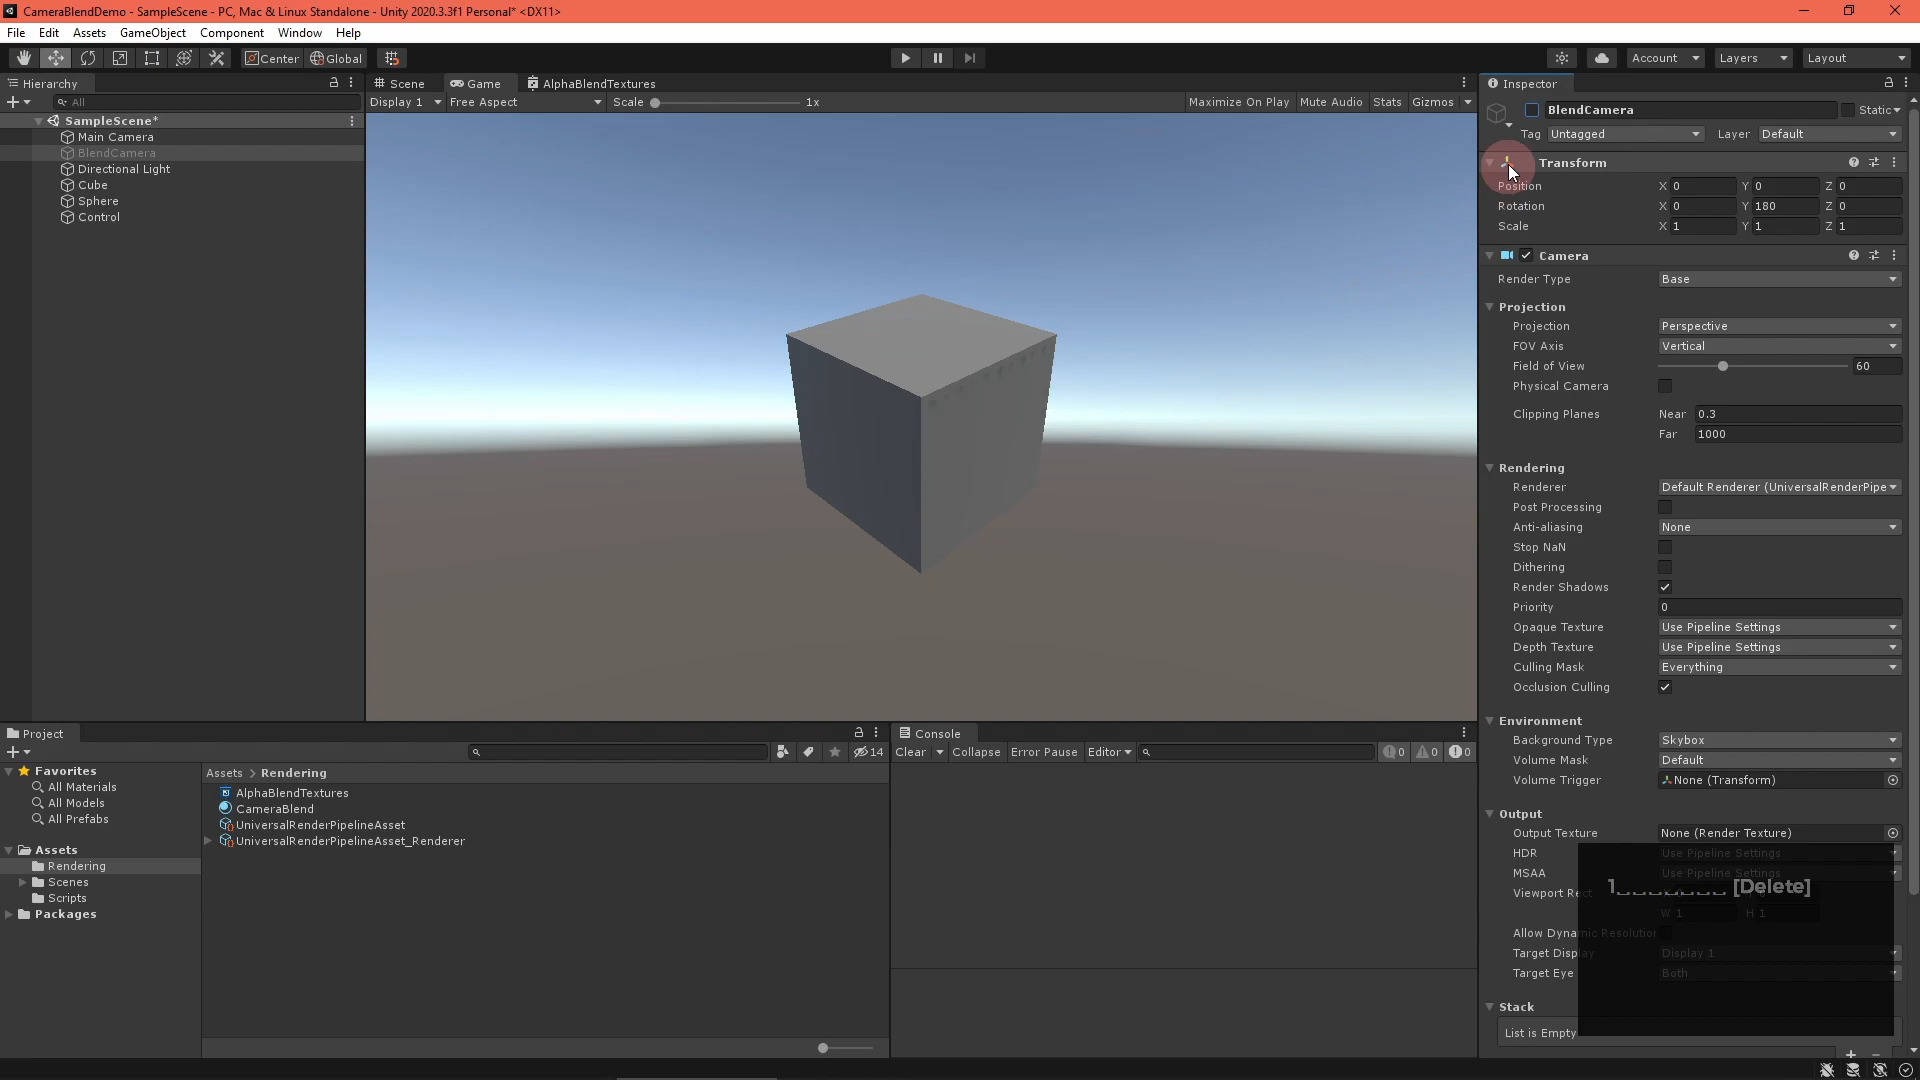 CameraBlendDemo - SampleScene - PC, Mac & Linux Standalone - Unity 2020.3.3f1 Personal* <DX11>
File Edit Assets GameObject Component Window Help
Center Global
Account Layers Layout
Hierarchy
All
SampleScene*
Main Camera
BlendCamera
Directional Light
Cube
Sphere
Control
Scene Game AlphaBlendTextures
Display 1 Free Aspect Scale 1x Maximize On Play Mute Audio Stats Gizmos
Inspector
BlendCamera Static
Tag Untagged Layer Default
Transform
Position X 0 Y 0 Z 0
Rotation X 0 Y 180 Z 0
Scale X 1 Y 1 Z 1
Camera
Render Type Base
Projection
Projection Perspective
FOV Axis Vertical
Field of View 60
Physical Camera
Clipping Planes Near 0.3
Far 1000
Rendering
Renderer Default Renderer (UniversalRenderPipe
Post Processing
Anti-aliasing None
Stop NaN
Dithering
Render Shadows
Priority 0
Opaque Texture Use Pipeline Settings
Depth Texture Use Pipeline Settings
Culling Mask Everything
Occlusion Culling
Environment
Background Type Skybox
Volume Mask Default
Volume Trigger None (Transform)
Output
Output Texture None (Render Texture)
HDR Use Pipeline Settings
MSAA Use Pipeline Settings
Viewport Rect
[Delete]
W 1 H 1
Allow Dynamic Resolution
Target Display Display 1
Target Eye Both
Stack
List is Empty
Project
14
Favorites
All Materials
All Models
All Prefabs
Assets
Rendering
Scenes
Scripts
Packages
Assets > Rendering
AlphaBlendTextures
CameraBlend
UniversalRenderPipelineAsset
UniversalRenderPipelineAsset_Renderer
Console
Clear Collapse Error Pause Editor 0 0 0